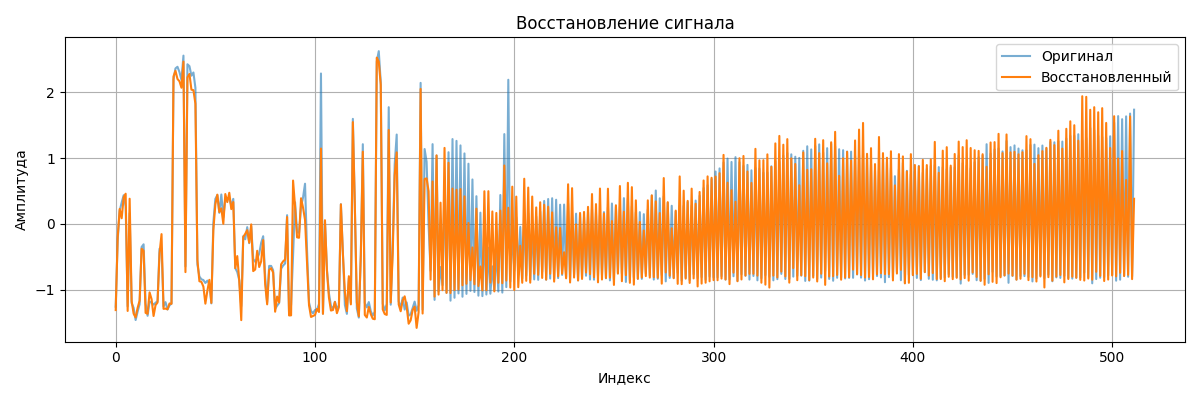 Восстановление сигнала
Оригинал
Восстановленный
Амплитуда
2
1
0
−1
0
100
200
300
400
500
Индекс